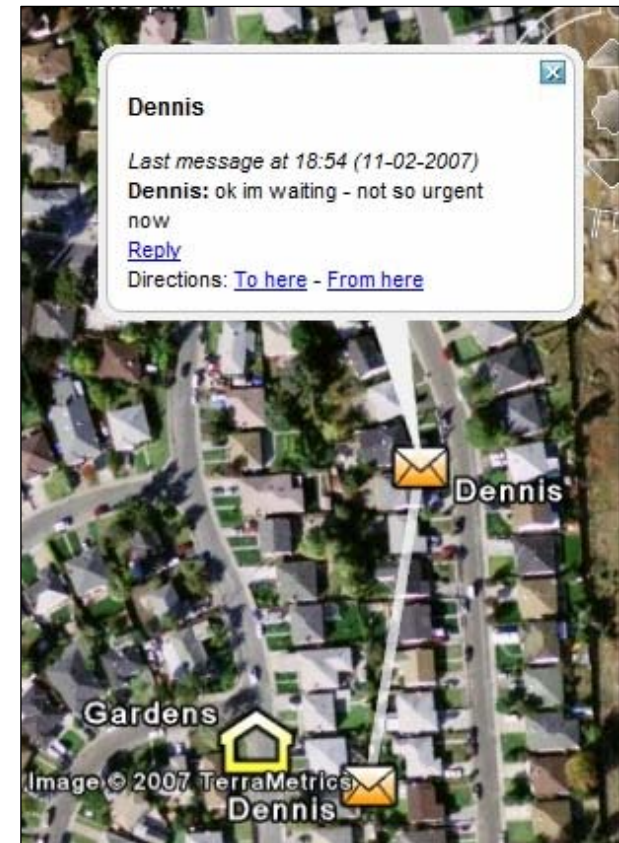 Dennis
Last message at 18:54 (11-02-2007)
Dennis: ok im waiting - not so urgent
now
Reply
Directions: To here - From here
Dennis
Gardens
Image © 2007 TerraMetrics
Dennis